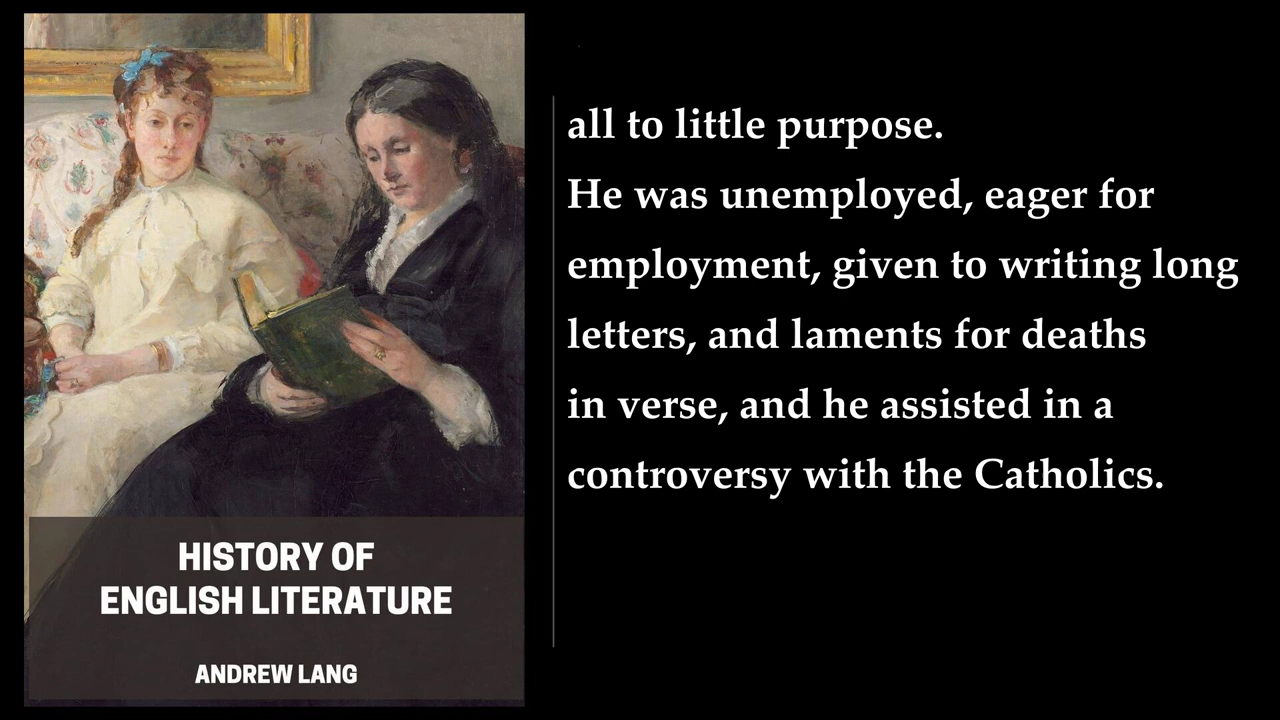 HISTORY OF
ENGLISH LITERATURE
ANDREW LANG
all to little purpose.
He was unemployed, eager for
employment, given to writing long
letters, and laments for deaths
in verse, and he assisted in a
controversy with the Catholics.